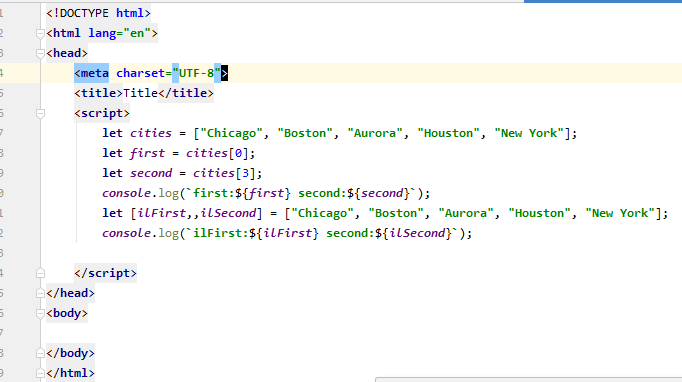 <!DOCTYPE html>
<html lang="en">
<head>
<meta charset="UTF-8">
<title>Title</title>
<script>
let cities = ["Chicago", "Boston", "Aurora", "Houston", "New York"];
let first = cities[0];
let second = cities[3];
console.log(`first:${first} second:${second}`);
let [ilFirst,,ilSecond] = ["Chicago", "Boston", "Aurora", "Houston", "New York"];
console.log(`ilFirst:${ilFirst} second:${ilSecond}`);
</script>
</head>
<body>
</body>
</html>